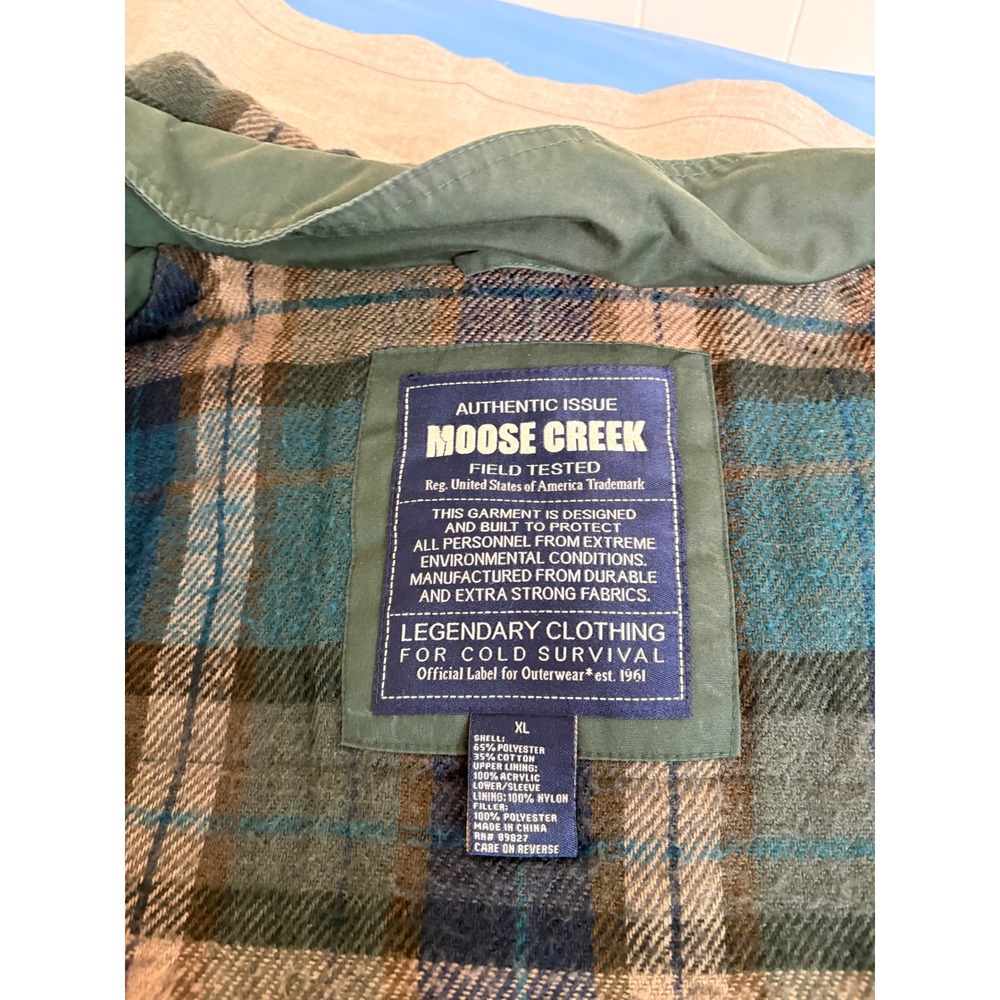 AUTHENTIC ISSUE
MOOSE CREEK
FIELD TESTED
Reg. United States of America Trademark
THIS GARMENT IS DESIGNED
AND BUILT TO PROTECT
ALL PERSONNEL FROM EXTREME
ENVIRONMENTAL CONDITIONS.
MANUFACTURED FROM DURABLE
AND EXTRA STRONG FABRICS.
LEGENDARY CLOTHING
FOR COLD SURVIVAL
Official Label for Outerwear* est. 1961
XL
SHELL:
65% POLYESTER
35% COTTON
UPPER LINING:
100% ACRYLIC
LOWER/SLEEVE
LINING: 100% NYLON
FILLER:
100% POLYESTER
MADE IN CHINA
RN# 89827
CARE ON REVERSE